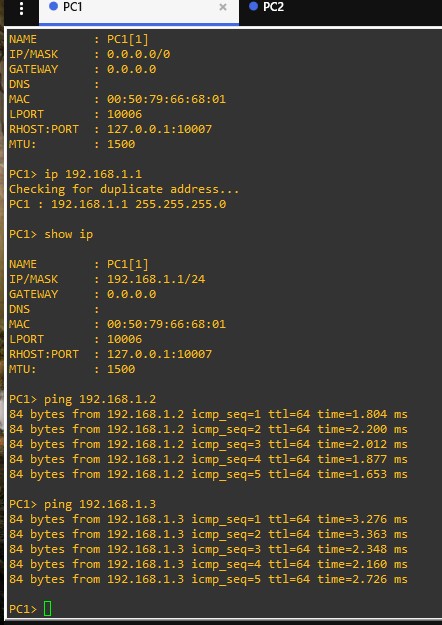 PC1 × PC2
NAME : PC1[1]
IP/MASK : 0.0.0.0/0
GATEWAY : 0.0.0.0
DNS :
MAC : 00:50:79:66:68:01
LPORT : 10006
RHOST:PORT : 127.0.0.1:10007
MTU: : 1500
PC1> ip 192.168.1.1
Checking for duplicate address...
PC1 : 192.168.1.1 255.255.255.0
PC1> show ip
NAME : PC1[1]
IP/MASK : 192.168.1.1/24
GATEWAY : 0.0.0.0
DNS :
MAC : 00:50:79:66:68:01
LPORT : 10006
RHOST:PORT : 127.0.0.1:10007
MTU: : 1500
PC1> ping 192.168.1.2
84 bytes from 192.168.1.2 icmp_seq=1 ttl=64 time=1.804 ms
84 bytes from 192.168.1.2 icmp_seq=2 ttl=64 time=2.200 ms
84 bytes from 192.168.1.2 icmp_seq=3 ttl=64 time=2.012 ms
84 bytes from 192.168.1.2 icmp_seq=4 ttl=64 time=1.877 ms
84 bytes from 192.168.1.2 icmp_seq=5 ttl=64 time=1.653 ms
PC1> ping 192.168.1.3
84 bytes from 192.168.1.3 icmp_seq=1 ttl=64 time=3.276 ms
84 bytes from 192.168.1.3 icmp_seq=2 ttl=64 time=3.363 ms
84 bytes from 192.168.1.3 icmp_seq=3 ttl=64 time=2.348 ms
84 bytes from 192.168.1.3 icmp_seq=4 ttl=64 time=2.160 ms
84 bytes from 192.168.1.3 icmp_seq=5 ttl=64 time=2.726 ms
PC1>